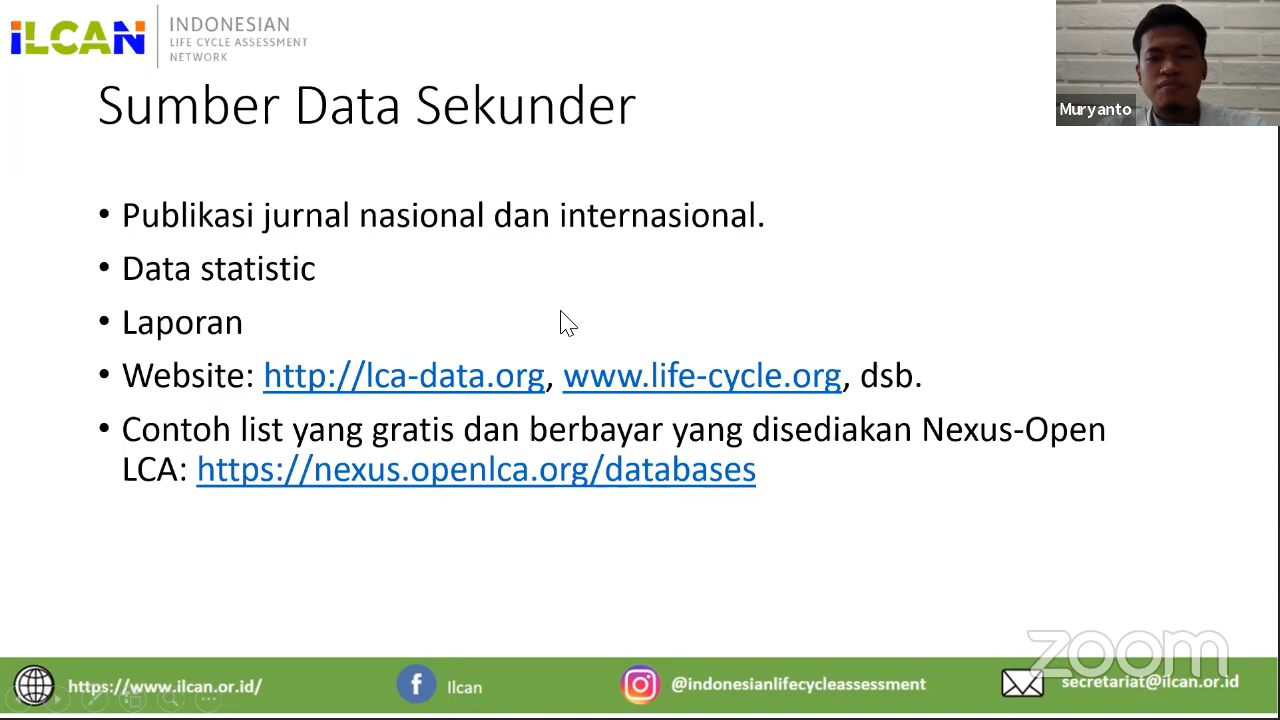 iLCAN
INDONESIAN
LIFE CYCLE ASSESSMENT
NETWORK
Muryanto
Sumber Data Sekunder
• Publikasi jurnal nasional dan internasional.
• Data statistic
• Laporan
• Website: http://lca-data.org, www.life-cycle.org, dsb.
• Contoh list yang gratis dan berbayar yang disediakan Nexus-Open
LCA: https://nexus.openlca.org/databases
zoom
https://www.ilcan.or.id/
Ilcan
@indonesianlifecycleassessment
secretariat@ilcan.or.id